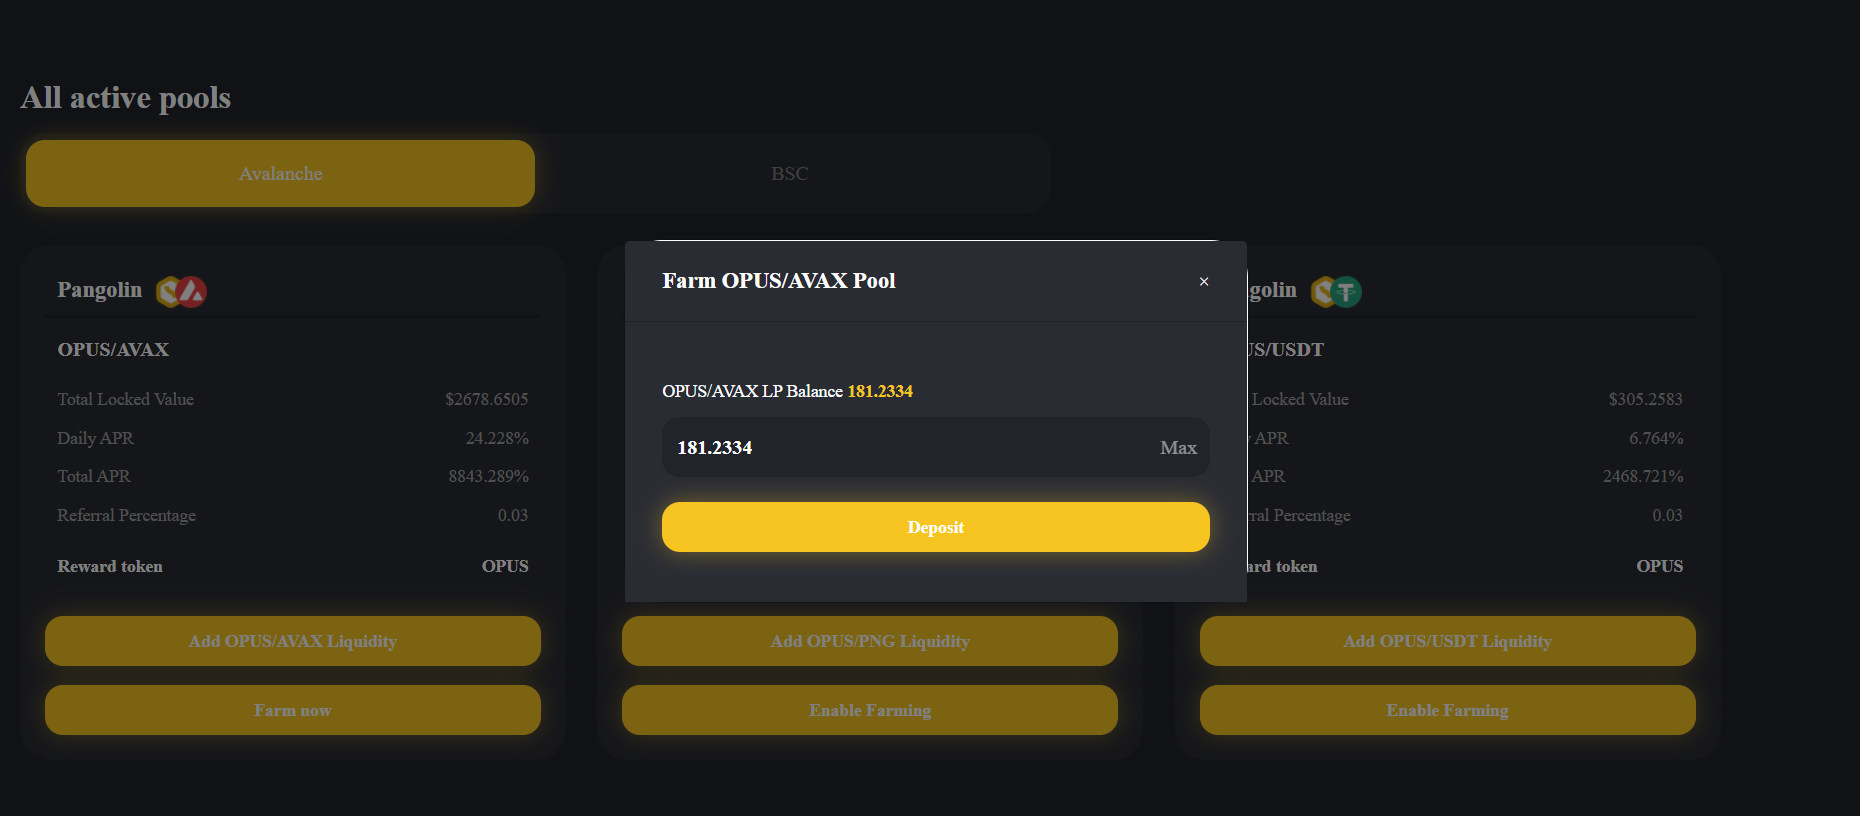 All active pools
Avalanche
BSC
Pangolin
OPUS/AVAX
Total Locked Value $2678.6505
Daily APR 24.228%
Total APR 8843.289%
Referral Percentage 0.03
Reward token OPUS
Add OPUS/AVAX Liquidity
Farm now
Farm OPUS/AVAX Pool ×
OPUS/AVAX LP Balance 181.2334
181.2334 Max
Deposit
Add OPUS/PNG Liquidity
Enable Farming
golin
US/USDT
Locked Value $305.2583
APR 6.764%
APR 2468.721%
rral Percentage 0.03
ard token OPUS
Add OPUS/USDT Liquidity
Enable Farming